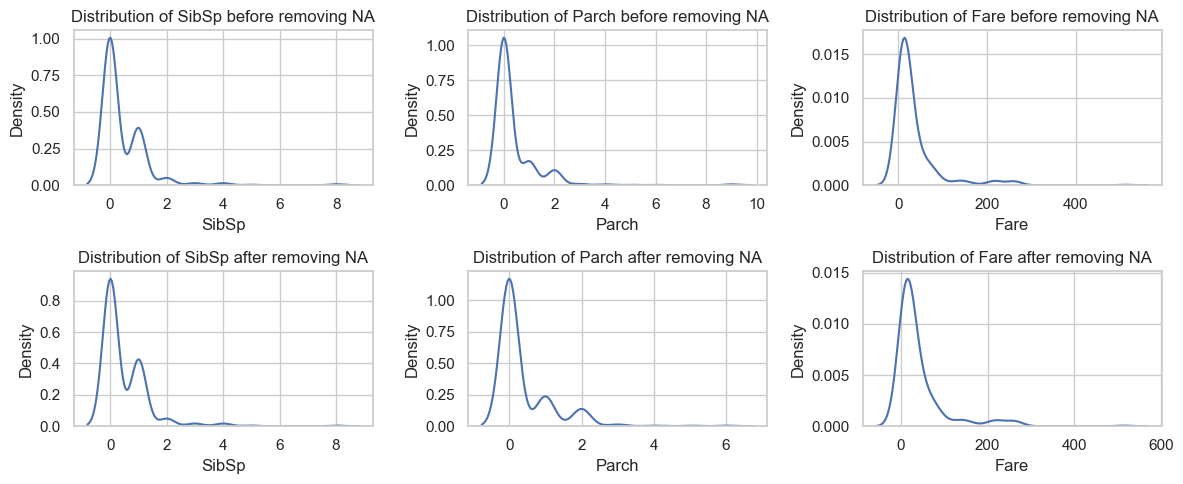 Distribution of SibSp before removing NA
1.00
0.75
0.50
0.25
0.00
Density
0 2 4 6 8
SibSp
Distribution of Parch before removing NA
1.00
0.75
0.50
0.25
0.00
Density
0 2 4 6 8 10
Parch
Distribution of Fare before removing NA
0.015
0.010
0.005
0.000
Density
0 200 400
Fare
Distribution of SibSp after removing NA
0.8
0.6
0.4
0.2
0.0
Density
0 2 4 6 8
SibSp
Distribution of Parch after removing NA
1.00
0.75
0.50
0.25
0.00
Density
0 2 4 6
Parch
Distribution of Fare after removing NA
0.015
0.010
0.005
0.000
Density
0 200 400 600
Fare